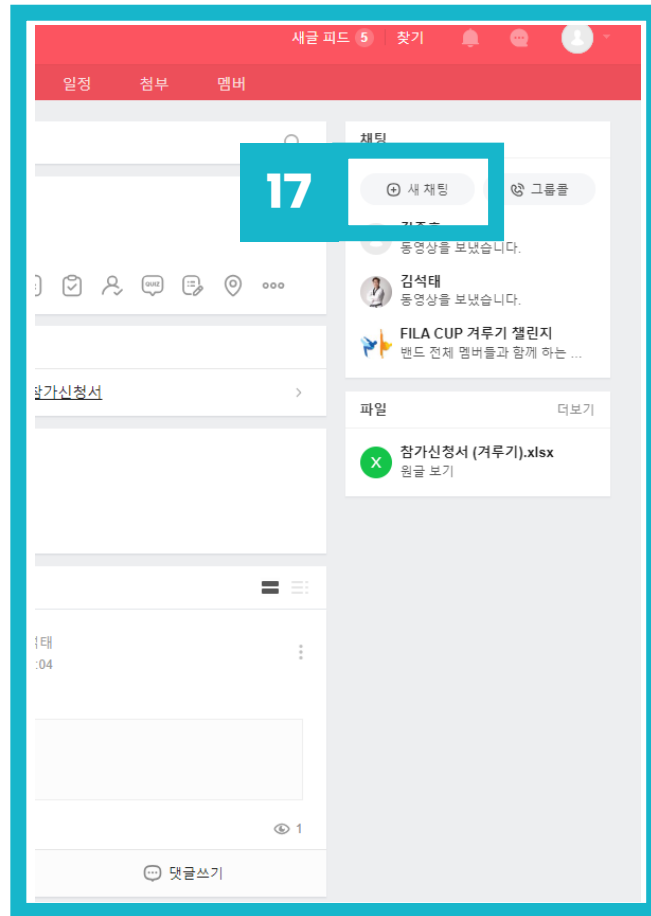 새글 피드 5 찾기
일정 첨부 멤버
채팅
17
새 채팅 그룹콜
동영상을 보냈습니다.
QUIZ
김석태
동영상을 보냈습니다.
FILA CUP 겨루기 챌린지
밴드 전체 멤버들과 함께 하는 ...
참가신청서
파일 더보기
X
참가신청서 (겨루기).xlsx
원글 보기
석태
:04
1
댓글쓰기